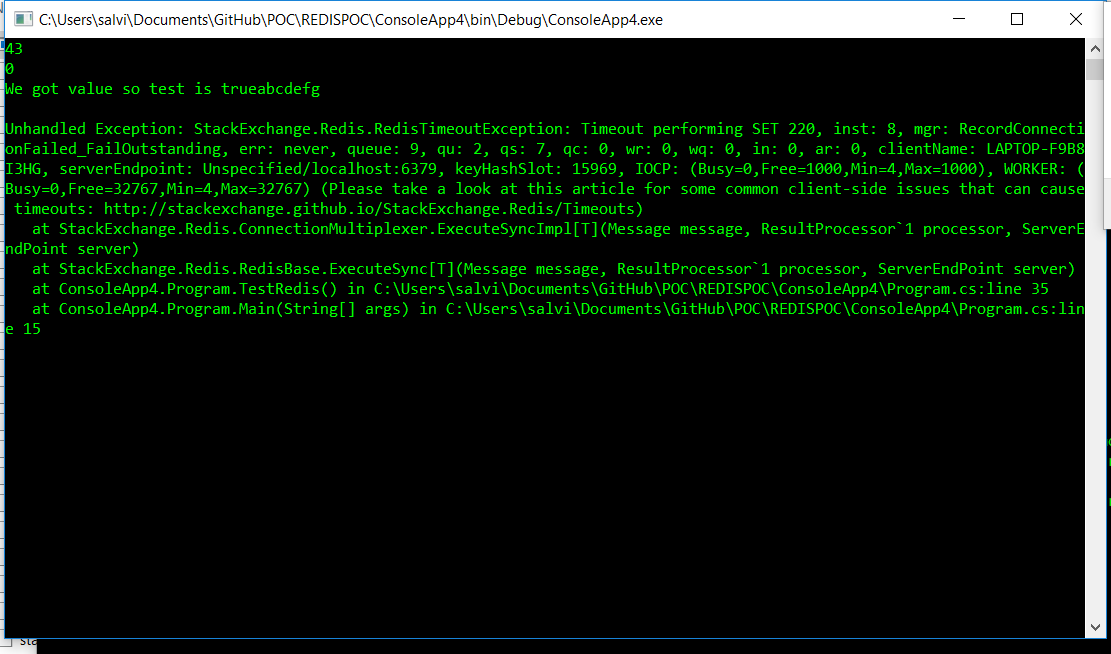 C:\Users\salvi\Documents\GitHub\POC\REDISPOC\ConsoleApp4\bin\Debug\ConsoleApp4.exe
43
0
We got value so test is trueabcdefg
Unhandled Exception: StackExchange.Redis.RedisTimeoutException: Timeout performing SET 220, inst: 8, mgr: RecordConnecti
onFailed_FailOutstanding, err: never, queue: 9, qu: 2, qs: 7, qc: 0, wr: 0, wq: 0, in: 0, ar: 0, clientName: LAPTOP-F9B8
I3HG, serverEndpoint: Unspecified/localhost:6379, keyHashSlot: 15969, IOCP: (Busy=0,Free=1000,Min=4,Max=1000), WORKER: (
Busy=0,Free=32767,Min=4,Max=32767) (Please take a look at this article for some common client-side issues that can cause
 timeouts: http://stackexchange.github.io/StackExchange.Redis/Timeouts)
   at StackExchange.Redis.ConnectionMultiplexer.ExecuteSyncImpl[T](Message message, ResultProcessor`1 processor, ServerE
ndPoint server)
   at StackExchange.Redis.RedisBase.ExecuteSync[T](Message message, ResultProcessor`1 processor, ServerEndPoint server)
   at ConsoleApp4.Program.TestRedis() in C:\Users\salvi\Documents\GitHub\POC\REDISPOC\ConsoleApp4\Program.cs:line 35
   at ConsoleApp4.Program.Main(String[] args) in C:\Users\salvi\Documents\GitHub\POC\REDISPOC\ConsoleApp4\Program.cs:lin
e 15